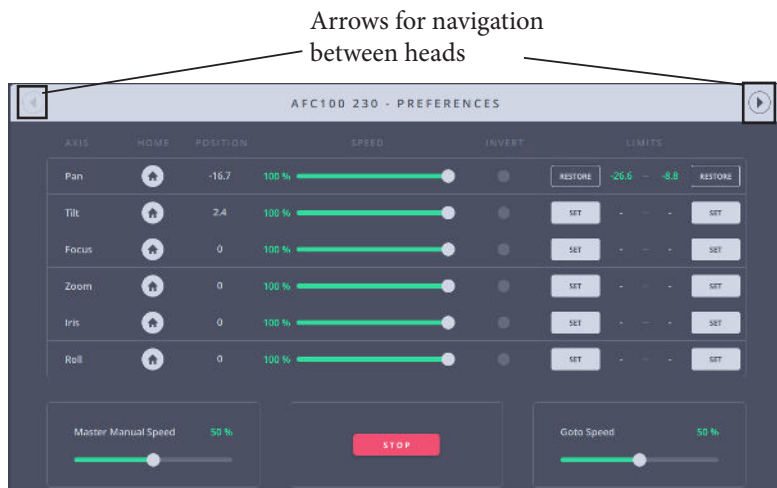 Arrows for navigation
between heads
AFC100 230 - PREFERENCES
AXIS HOME POSITION SPEED INVERT LIMITS
Pan -16.7 100 % RESTORE -26.6 – -8.8 RESTORE
Tilt 2.4 100 % SET - – - SET
Focus 0 100 % SET - – - SET
Zoom 0 100 % SET - – - SET
Iris 0 100 % SET - – - SET
Roll 0 100 % SET - – - SET
Master Manual Speed 50 % STOP Goto Speed 50 %